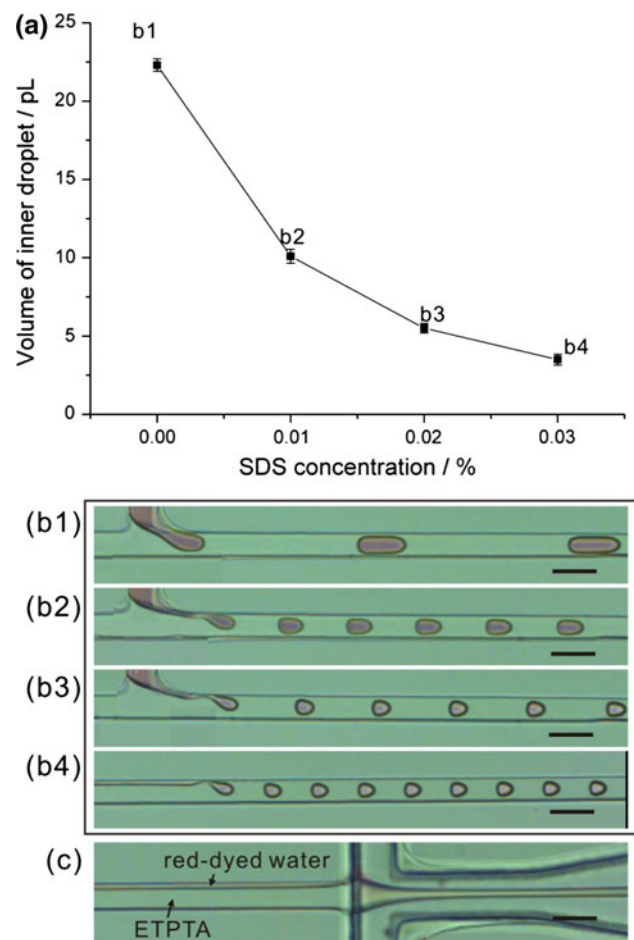 (a)
b1
b2
b3
b4
25
20
15
10
5
0
Volume of inner droplet / pL
0.00 0.01 0.02 0.03
SDS concentration / %
(b1)
(b2)
(b3)
(b4)
(c)
red-dyed water
ETPTA